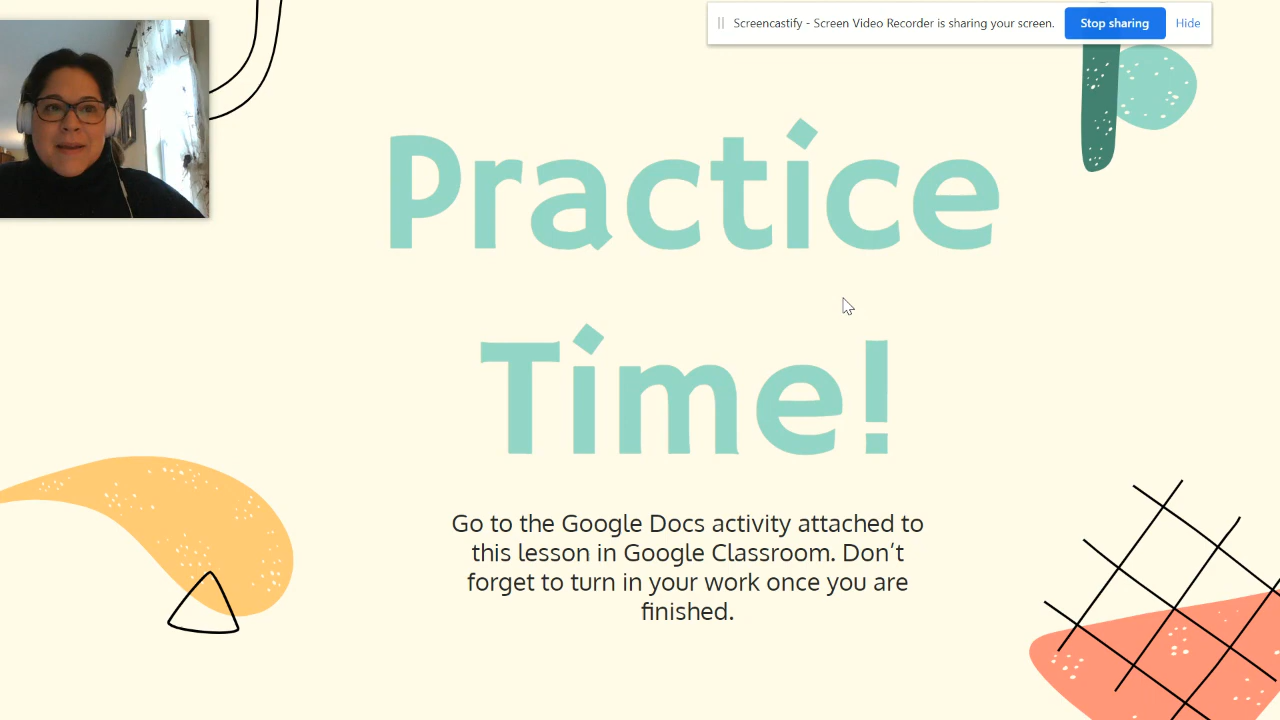 Screencastify - Screen Video Recorder is sharing your screen. Stop sharing Hide
Practice
Time!
Go to the Google Docs activity attached to
this lesson in Google Classroom. Don't
forget to turn in your work once you are
finished.